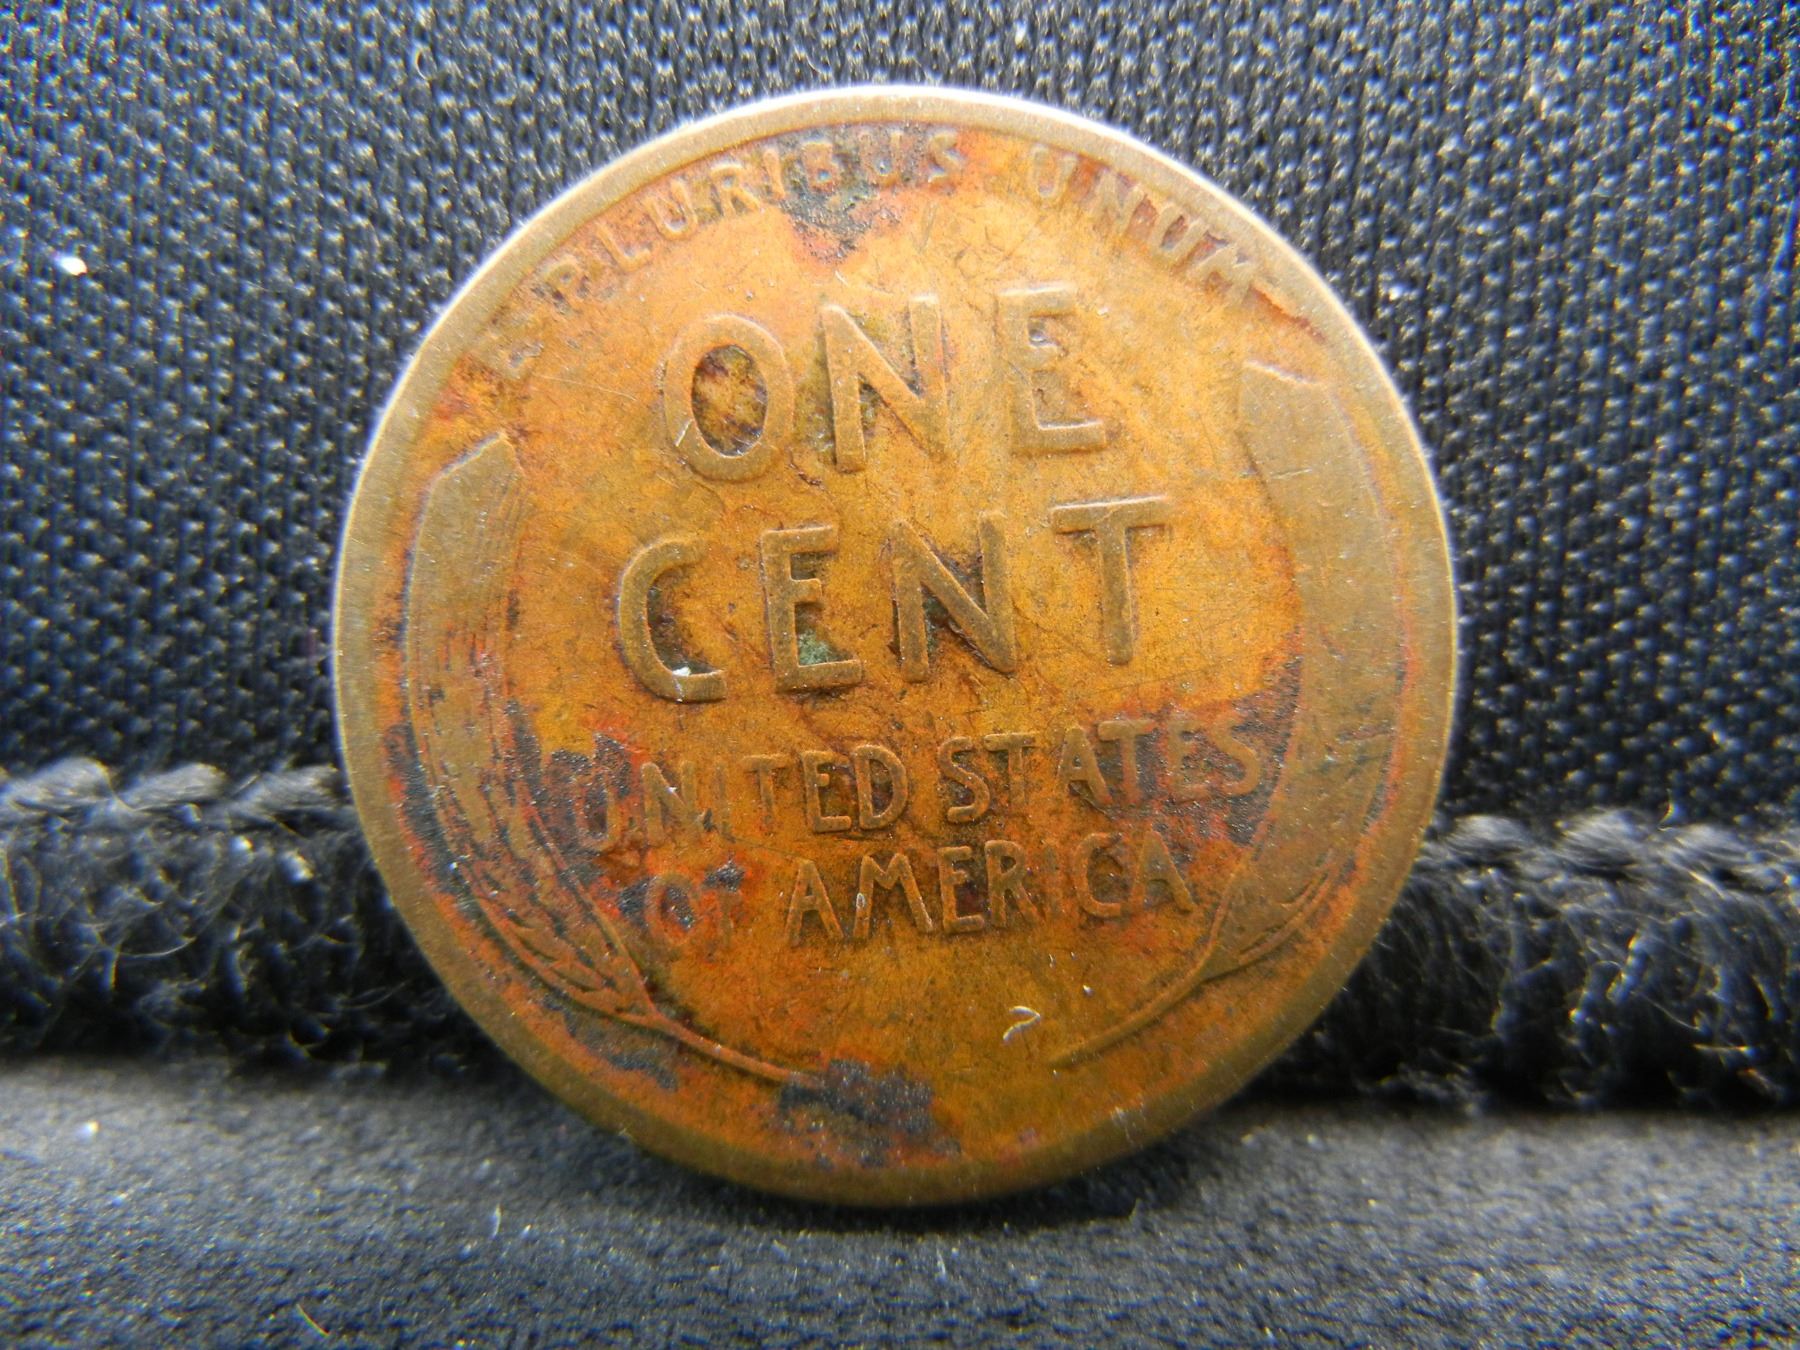 E PLURIBUS UNUM
ONE
CENT
UNITED STATES
OF AMERICA